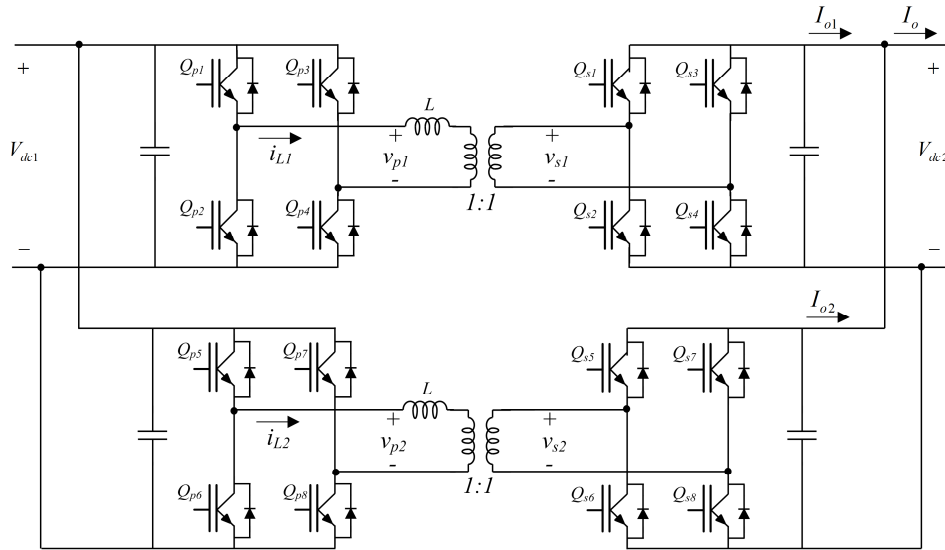 I_o1 I_o
+ Q_p1 Q_p3 Q_s1 Q_s3 +
L
V_dc1 i_L1 + v_p1 - + v_s1 - V_dc2
1:1
Q_p2 Q_p4 Q_s2 Q_s4
− −
I_o2
Q_p5 Q_p7 Q_s5 Q_s7
L
i_L2 + v_p2 - + v_s2 -
1:1
Q_p6 Q_p8 Q_s6 Q_s8